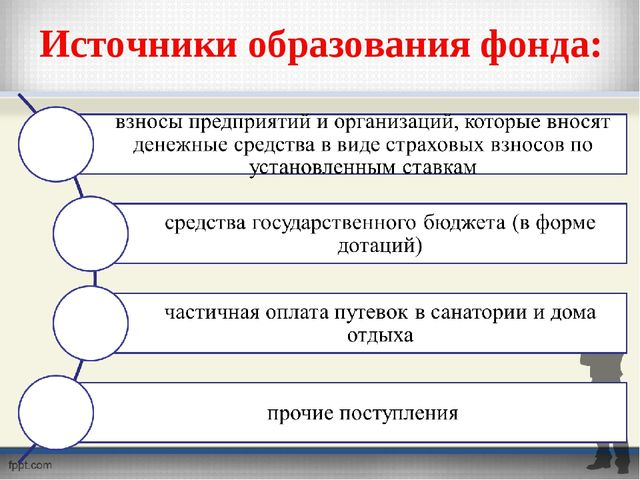 Источники образования фонда:
взносы предприятий и организаций, которые вносят
денежные средства в виде страховых взносов по
установленным ставкам
средства государственного бюджета (в форме
дотаций)
частичная оплата путевок в санатории и дома
отдыха
прочие поступления
fppt.com